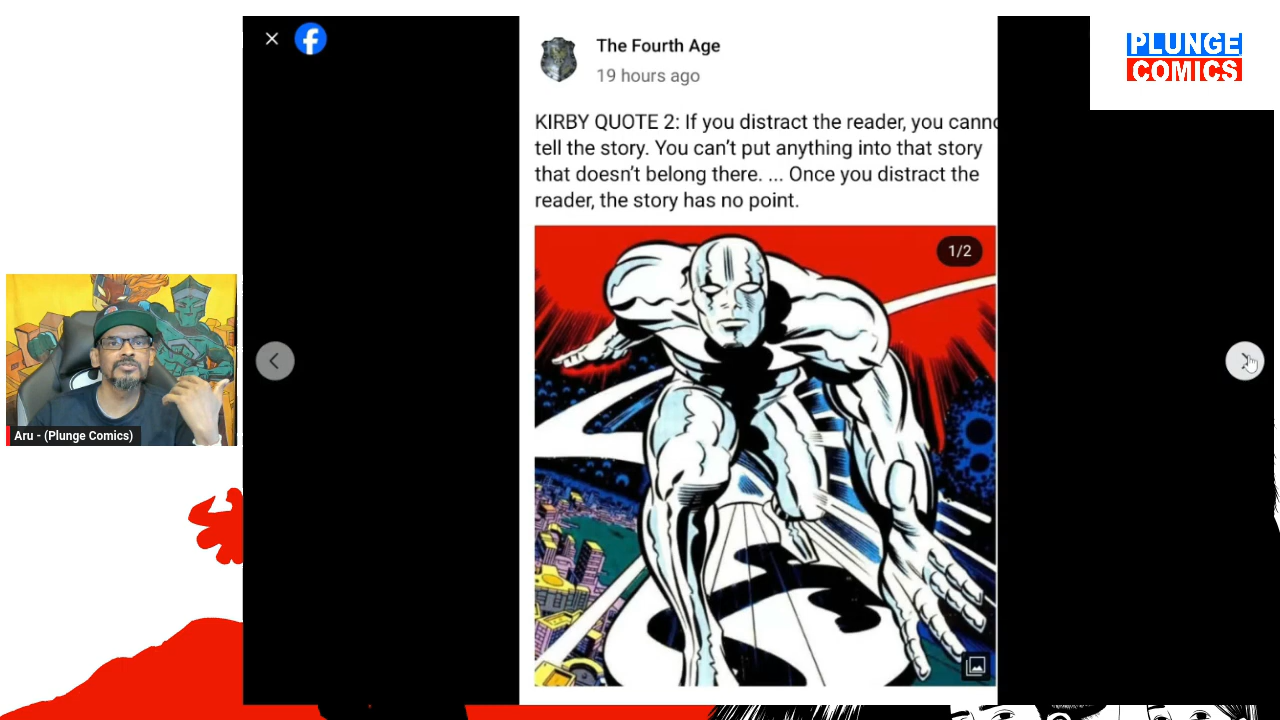 The Fourth Age
19 hours ago
KIRBY QUOTE 2: If you distract the reader, you canno
tell the story. You can’t put anything into that story
that doesn’t belong there. ... Once you distract the
reader, the story has no point.
1/2
PLUNGE
COMICS
Aru - (Plunge Comics)